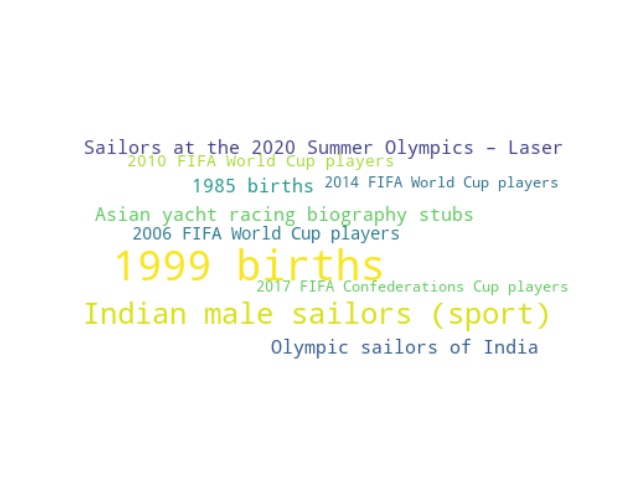 Sailors at the 2020 Summer Olympics – Laser
2010 FIFA World Cup players
1985 births
2014 FIFA World Cup players
Asian yacht racing biography stubs
2006 FIFA World Cup players
1999 births
2017 FIFA Confederations Cup players
Indian male sailors (sport)
Olympic sailors of India